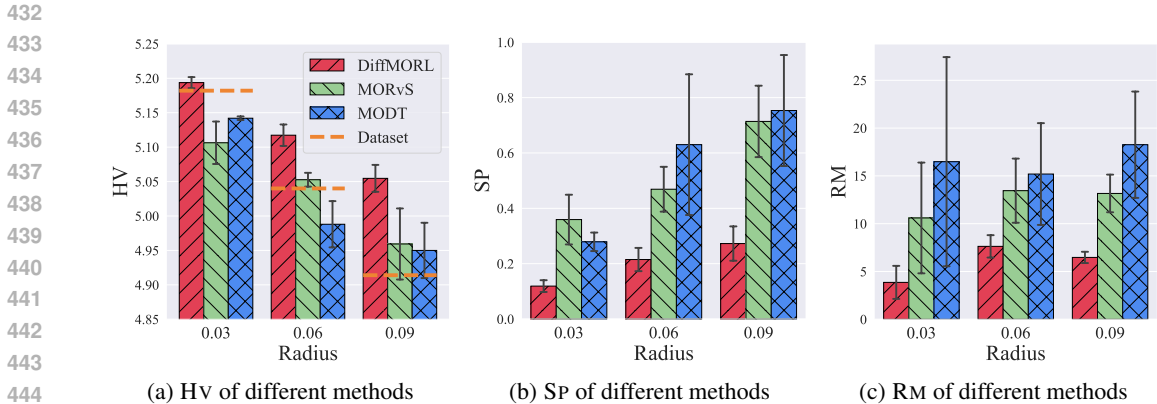 432
433
434
435
436
437
438
439
440
441
442
443
444
5.25
5.20
5.15
5.10
5.05
5.00
4.95
4.90
4.85
HV
DiffMORL
MORvS
MODT
Dataset
0.03 0.06 0.09
Radius
(a) HV of different methods
1.0
0.8
0.6
0.4
0.2
0.0
SP
0.03 0.06 0.09
Radius
(b) SP of different methods
25
20
15
10
5
0
RM
0.03 0.06 0.09
Radius
(c) RM of different methods